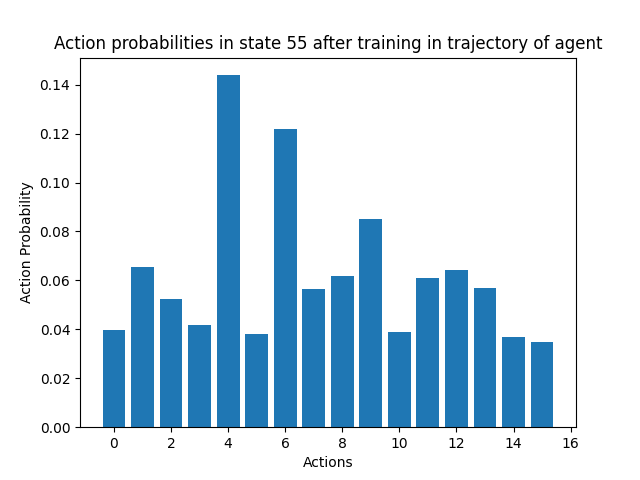 Action probabilities in state 55 after training in trajectory of agent
Action Probability
0.14
0.12
0.10
0.08
0.06
0.04
0.02
0.00
0 2 4 6 8 10 12 14 16
Actions